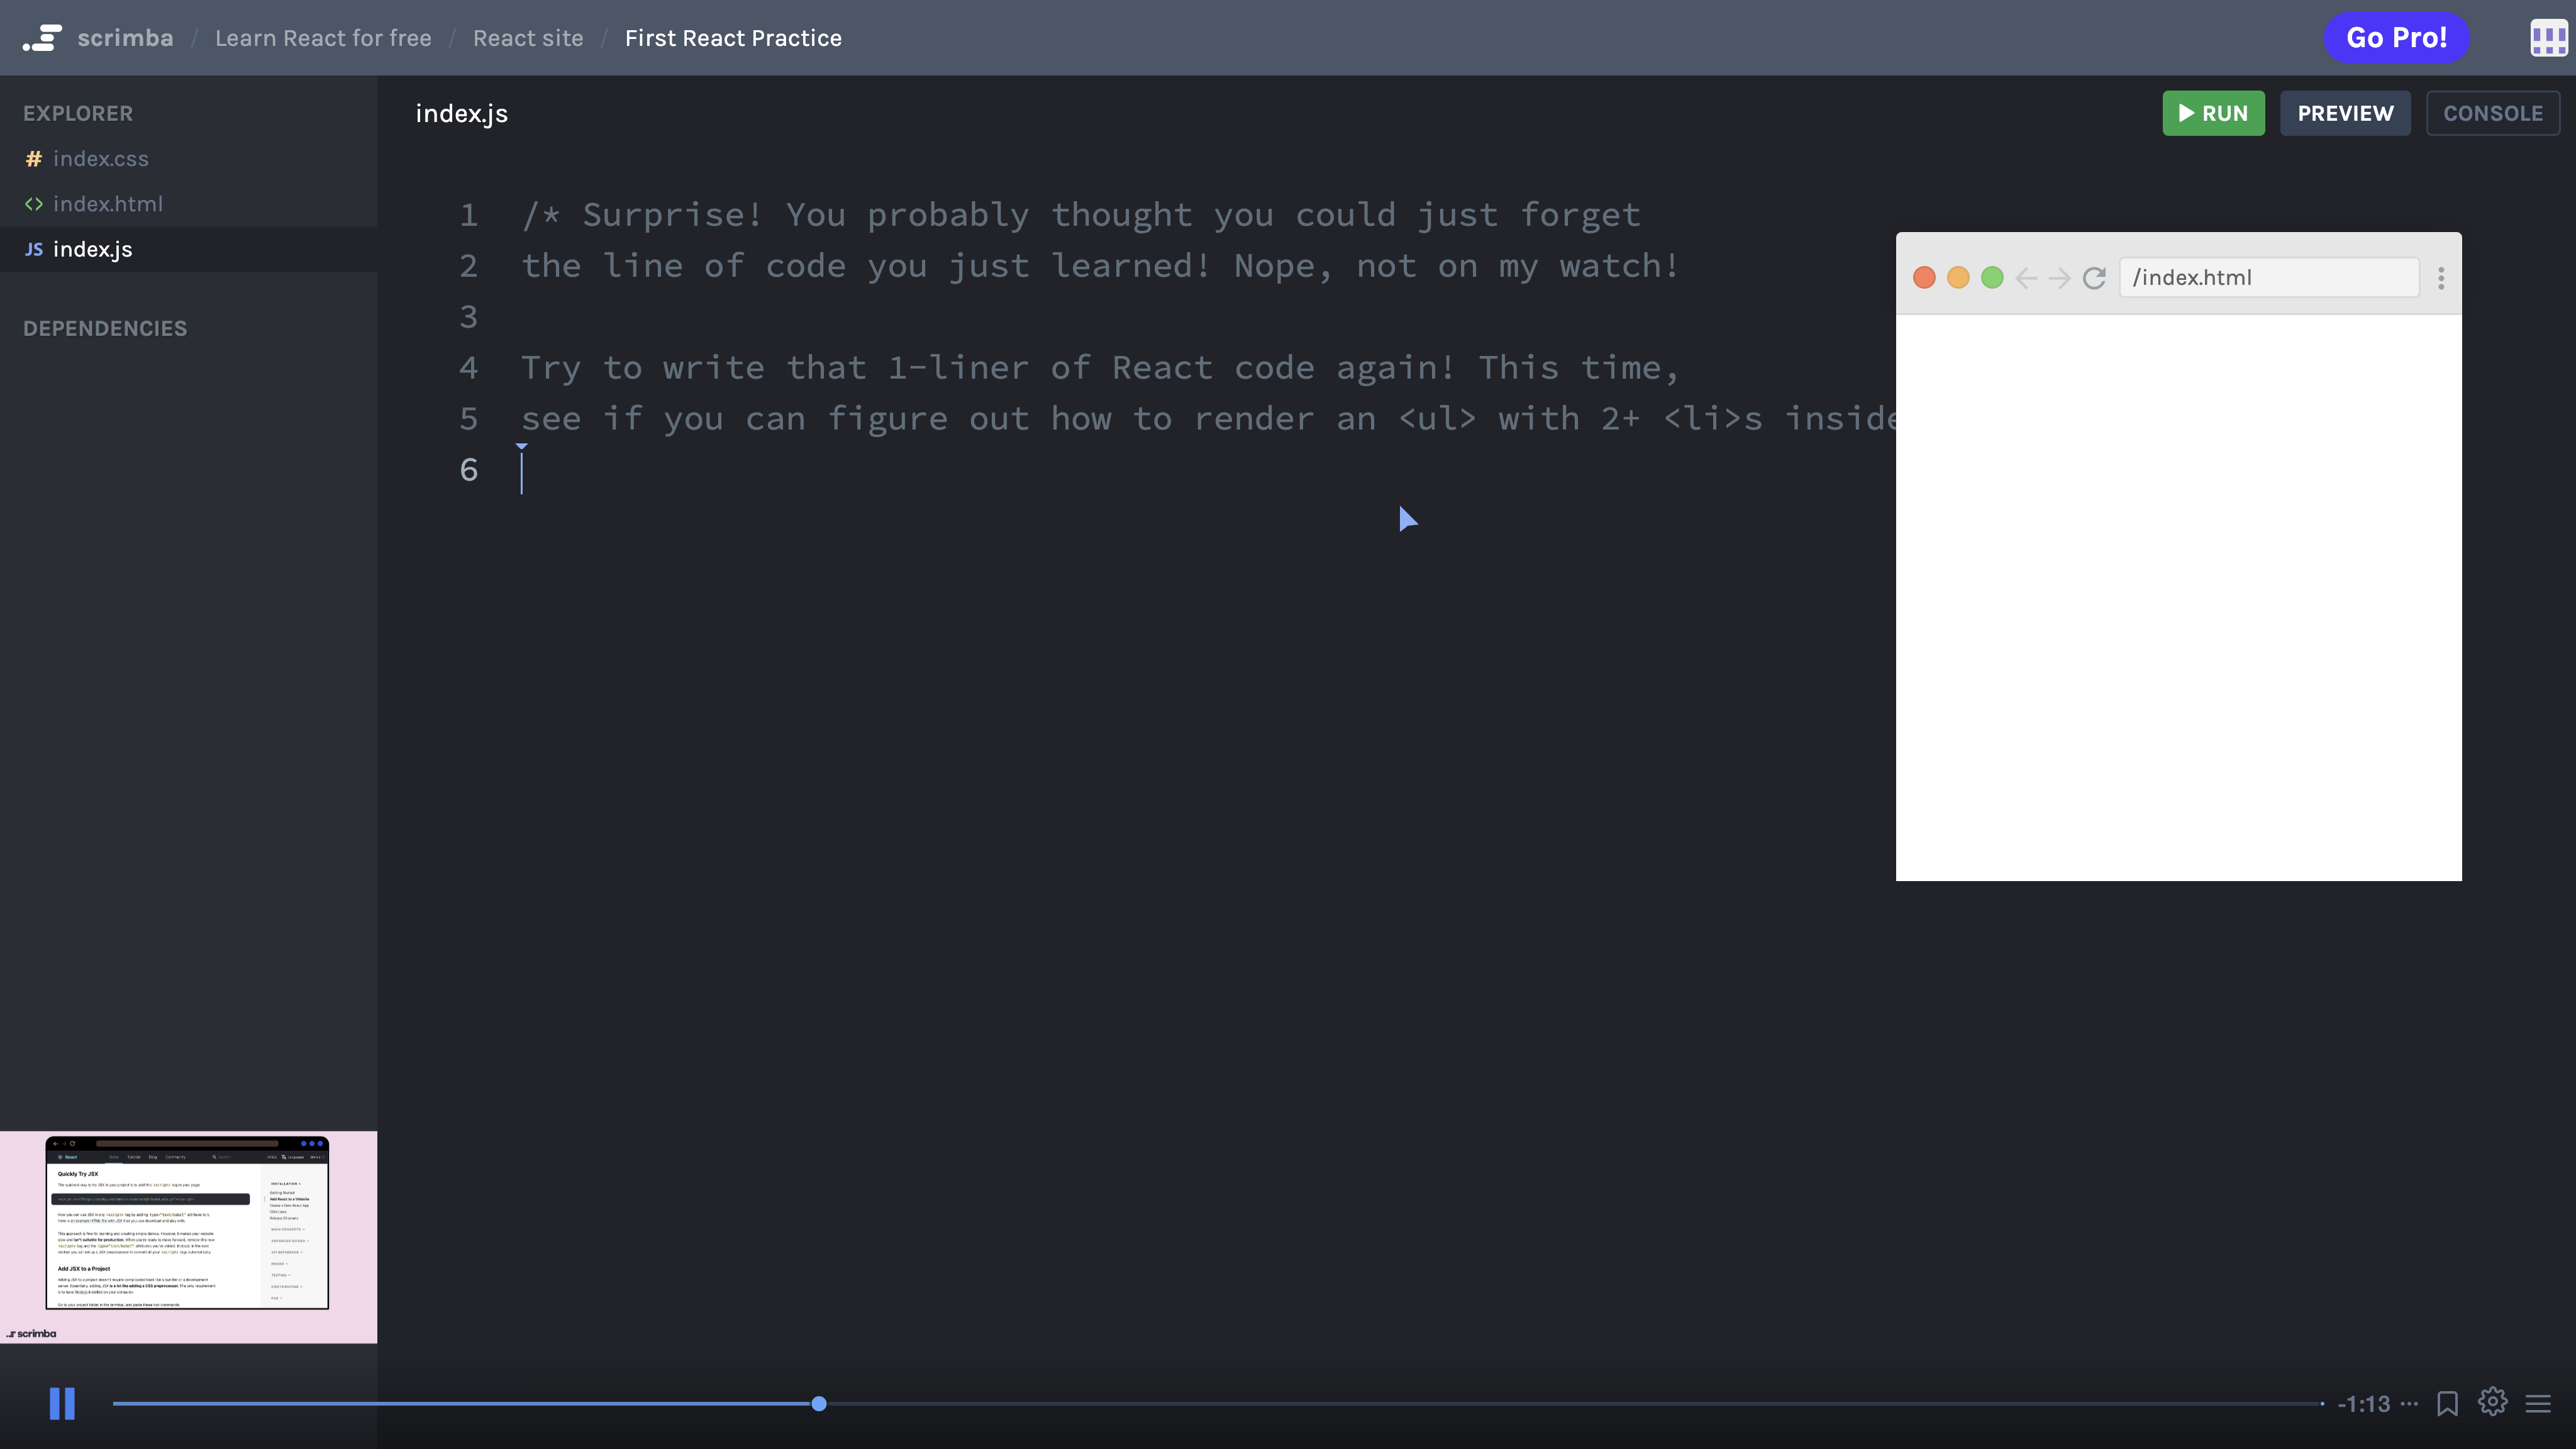 scrimba / Learn React for free / React site / First React Practice
Go Pro!
EXPLORER
# index.css
<> index.html
JS index.js
DEPENDENCIES
index.js
RUN
PREVIEW
CONSOLE
1 /* Surprise! You probably thought you could just forget
2 the line of code you just learned! Nope, not on my watch!
3
4 Try to write that 1-liner of React code again! This time,
5 see if you can figure out how to render an <ul> with 2+ <li>s inside
6
/index.html
React
Quickly Try JSX
Add JSX to a Project
scrimba
-1:13